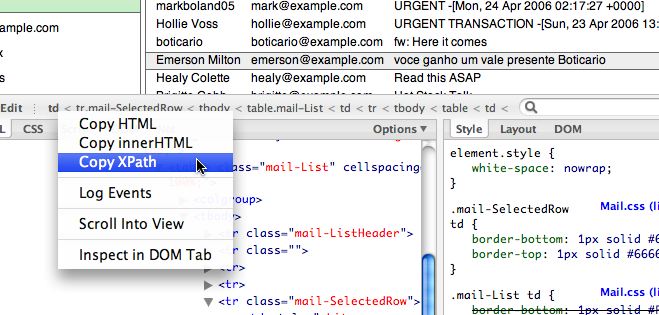 markboland05 mark@example.com URGENT -[Mon, 24 Apr 2006 02:17:27 +0000]
Hollie Voss hollie@example.com URGENT TRANSACTION -[Sun, 23 Apr 2006 13:
boticario boticario@example.com fw: Here it comes
Emerson Milton emerson@example.com voce ganho um vale presente Boticario
Healy Colette healy@example.com Read this ASAP
Edit td < tr.mail-SelectedRow < tbody < table.mail-List < td < tr < tbody < table < td <
L CSS Options
Style Layout DOM
Copy HTML
Copy innerHTML
Copy XPath
Log Events
Scroll Into View
Inspect in DOM Tab
class="mail-List" cellspacing
<colgroup>
<tbody>
<tr class="mail-ListHeader">
<tr class="">
<tr>
<tr>
<tr class="mail-SelectedRow">
element.style {
white-space: nowrap;
}
.mail-SelectedRow Mail.css (li
td {
border-bottom: 1px solid #6
border-top: 1px solid #6666
}
.mail-List td { Mail.css (li
border-bottom: 1px solid #